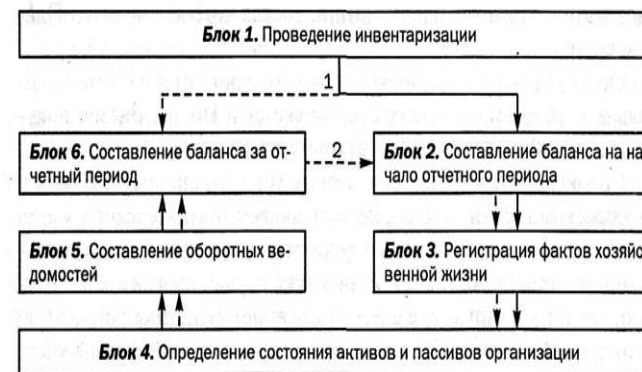 Блок 1. Проведение инвентаризации
1
Блок 6. Составление баланса за от-
четный период
2
Блок 2. Составление баланса на на-
чало отчетного периода
Блок 5. Составление оборотных ве-
домостей
Блок 3. Регистрация фактов хозяйс
венной жизни
Блок 4. Определение состояния активов и пассивов организации